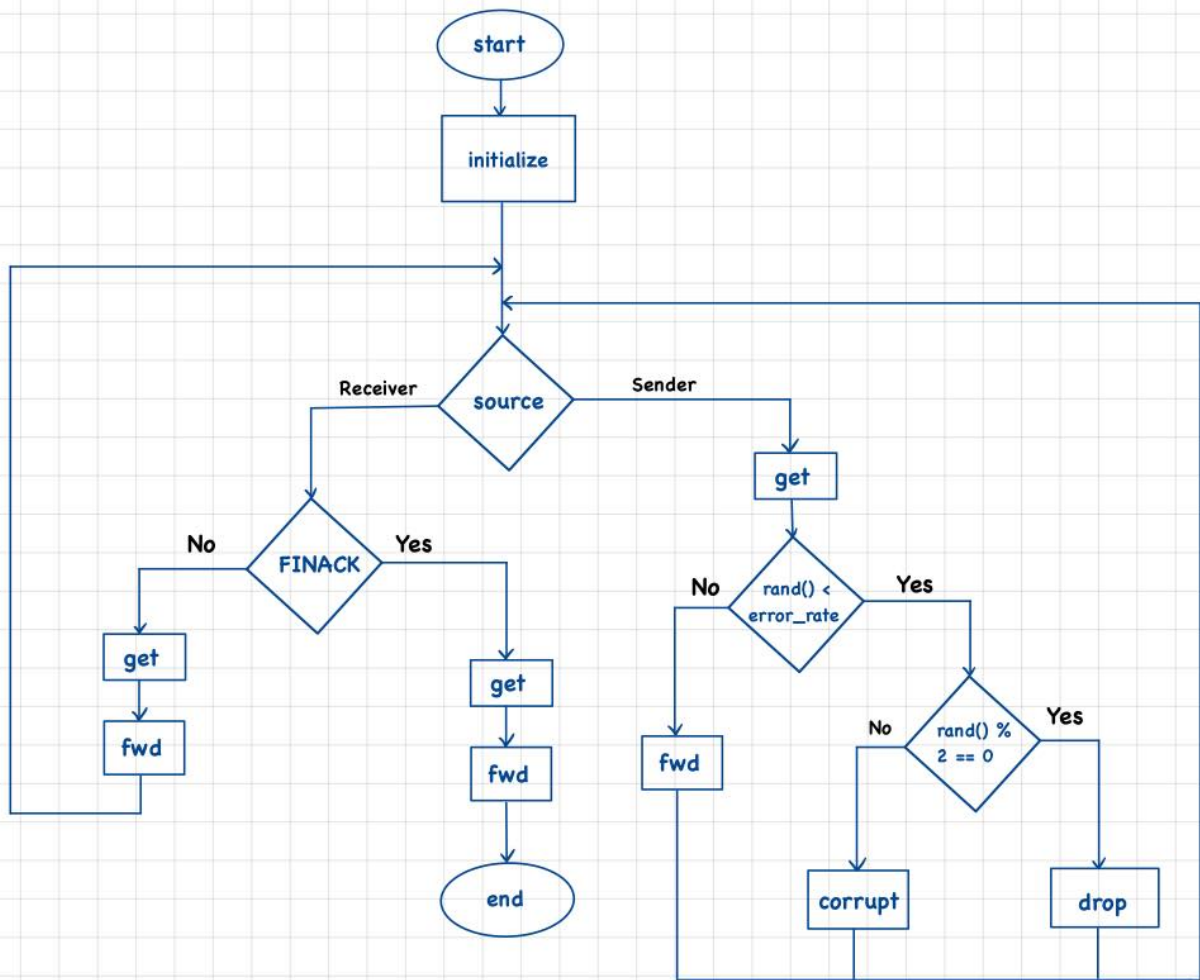 start
initialize
Receiver
source
Sender
get
No
FINACK
Yes
No
rand() <
error_rate
Yes
get
fwd
get
fwd
fwd
No
rand() %
2 == 0
Yes
end
corrupt
drop